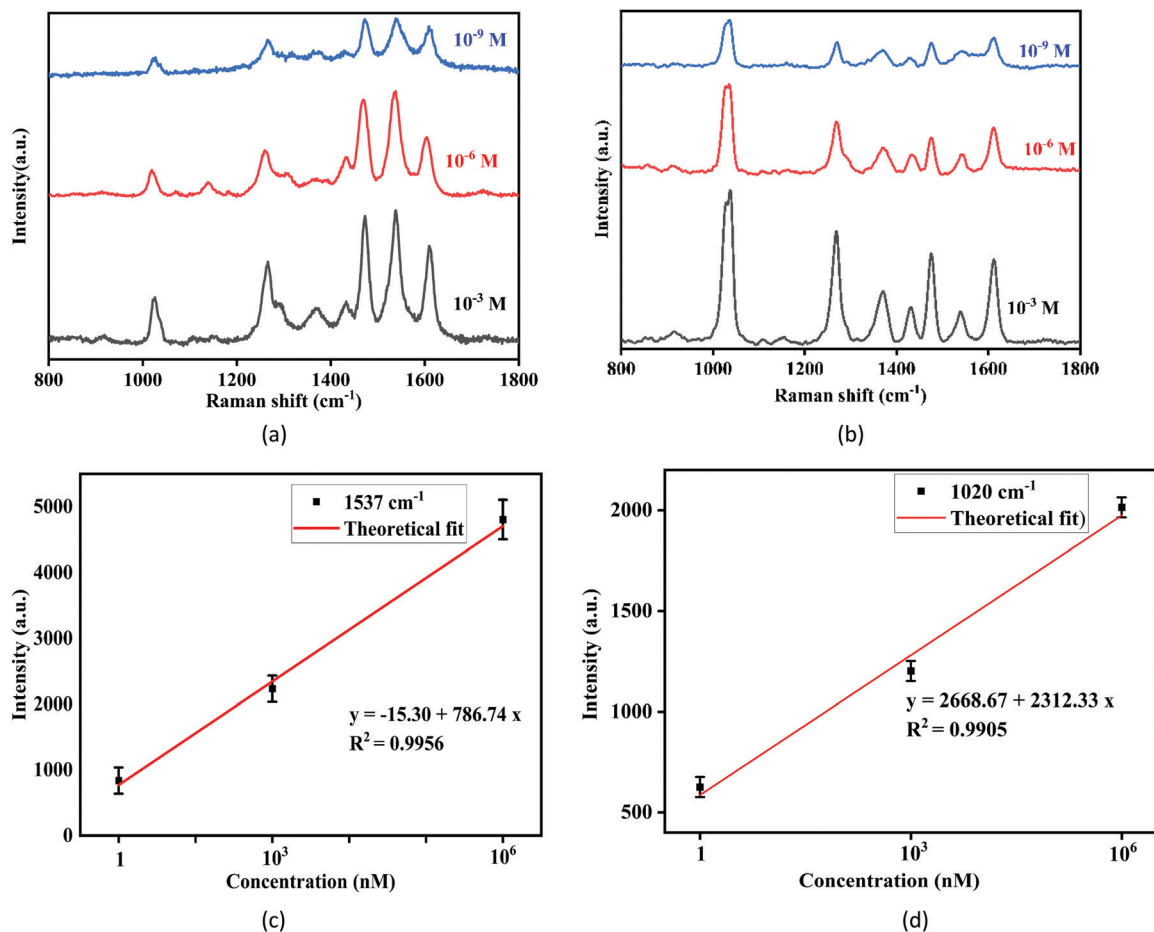 Intensity(a.u.)
10⁻⁹ M
10⁻⁶ M
10⁻³ M
800 1000 1200 1400 1600 1800
Raman shift (cm⁻¹)
(a)
Intensity (a.u.)
10⁻⁹ M
10⁻⁶ M
10⁻³ M
800 1000 1200 1400 1600 1800
Raman shift (cm⁻¹)
(b)
Intensity (a.u.)
5000
4000
3000
2000
1000
0
1537 cm⁻¹
Theoretical fit
y = -15.30 + 786.74 x
R² = 0.9956
1 10³ 10⁶
Concentration (nM)
(c)
Intensity (a.u.)
2000
1500
1000
500
1020 cm⁻¹
Theoretical fit)
y = 2668.67 + 2312.33 x
R² = 0.9905
1 10³ 10⁶
Concentration (nM)
(d)